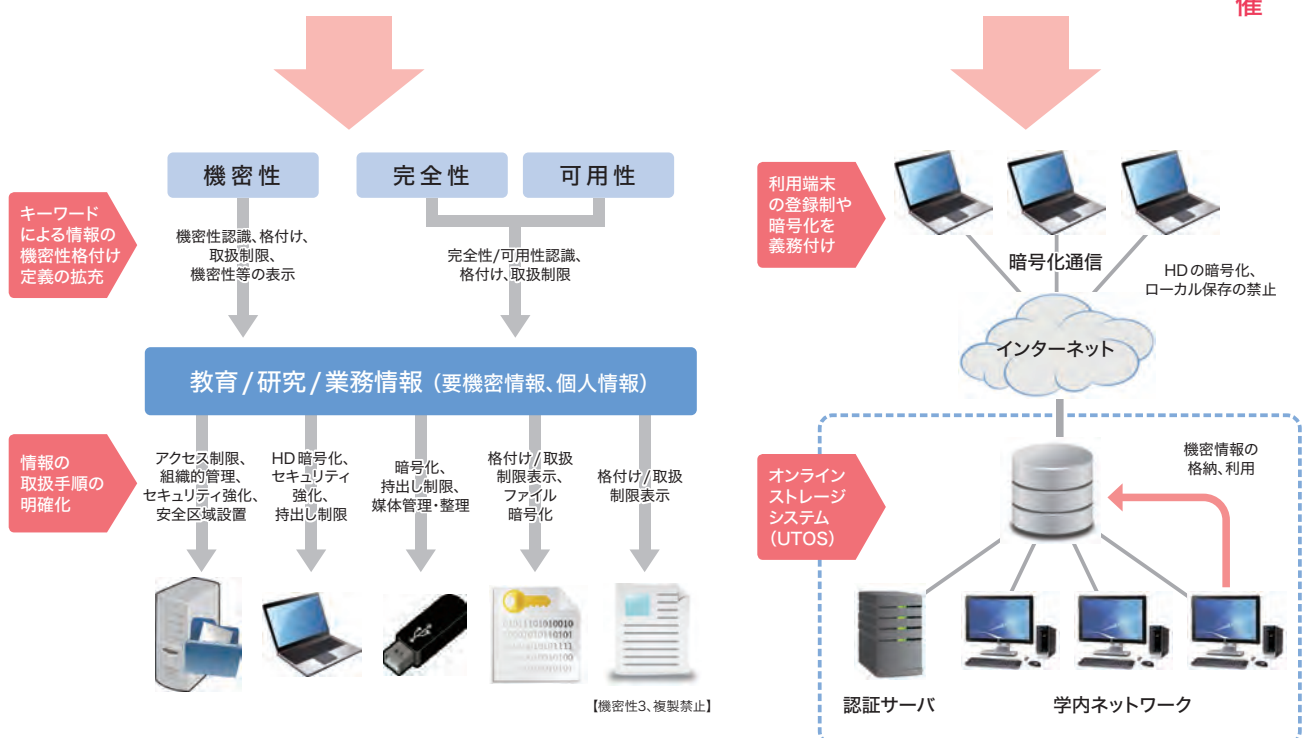 催
機密性
完全性
可用性
キーワード
による情報の
機密性格付け
定義の拡充
機密性認識、格付け、
取扱制限、
機密性等の表示
完全性/可用性認識、
格付け、取扱制限
教育/研究/業務情報（要機密情報、個人情報）
情報の
取扱手順の
明確化
アクセス制限、
組織的管理、
セキュリティ強化、
安全区域設置
HD暗号化、
セキュリティ
強化、
持出し制限
暗号化、
持出し制限、
媒体管理・整理
格付け/取扱
制限表示、
ファイル
暗号化
格付け/取扱
制限表示
【機密性3、複製禁止】
利用端末
の登録制や
暗号化を
義務付け
暗号化通信
HDの暗号化、
ローカル保存の禁止
インターネット
オンライン
ストレージ
システム
（UTOS）
機密情報の
格納、利用
認証サーバ
学内ネットワーク